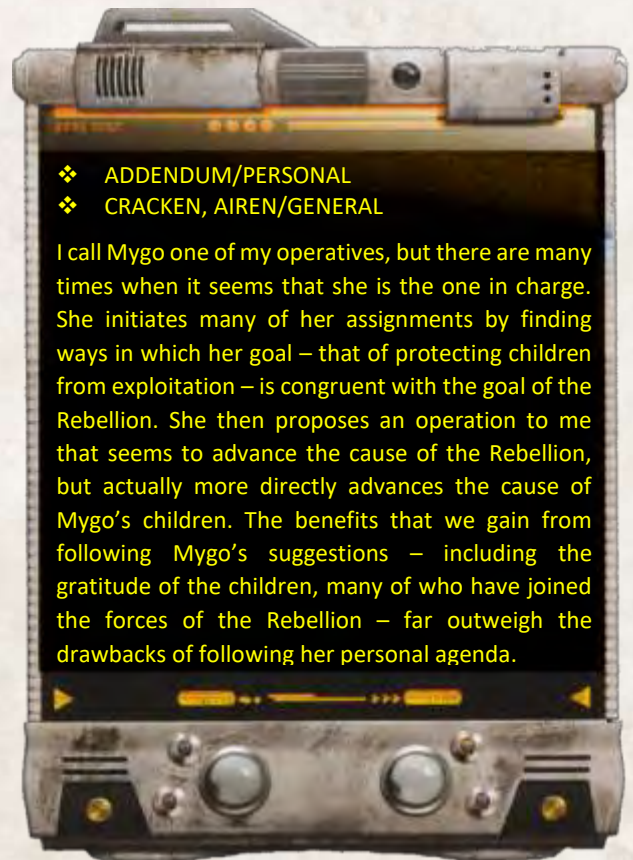 ❖ ADDENDUM/PERSONAL
❖ CRACKEN, AIREN/GENERAL
I call Mygo one of my operatives, but there are many
times when it seems that she is the one in charge.
She initiates many of her assignments by finding
ways in which her goal – that of protecting children
from exploitation – is congruent with the goal of the
Rebellion. She then proposes an operation to me
that seems to advance the cause of the Rebellion,
but actually more directly advances the cause of
Mygo’s children. The benefits that we gain from
following Mygo’s suggestions – including the
gratitude of the children, many of who have joined
the forces of the Rebellion – far outweigh the
drawbacks of following her personal agenda.